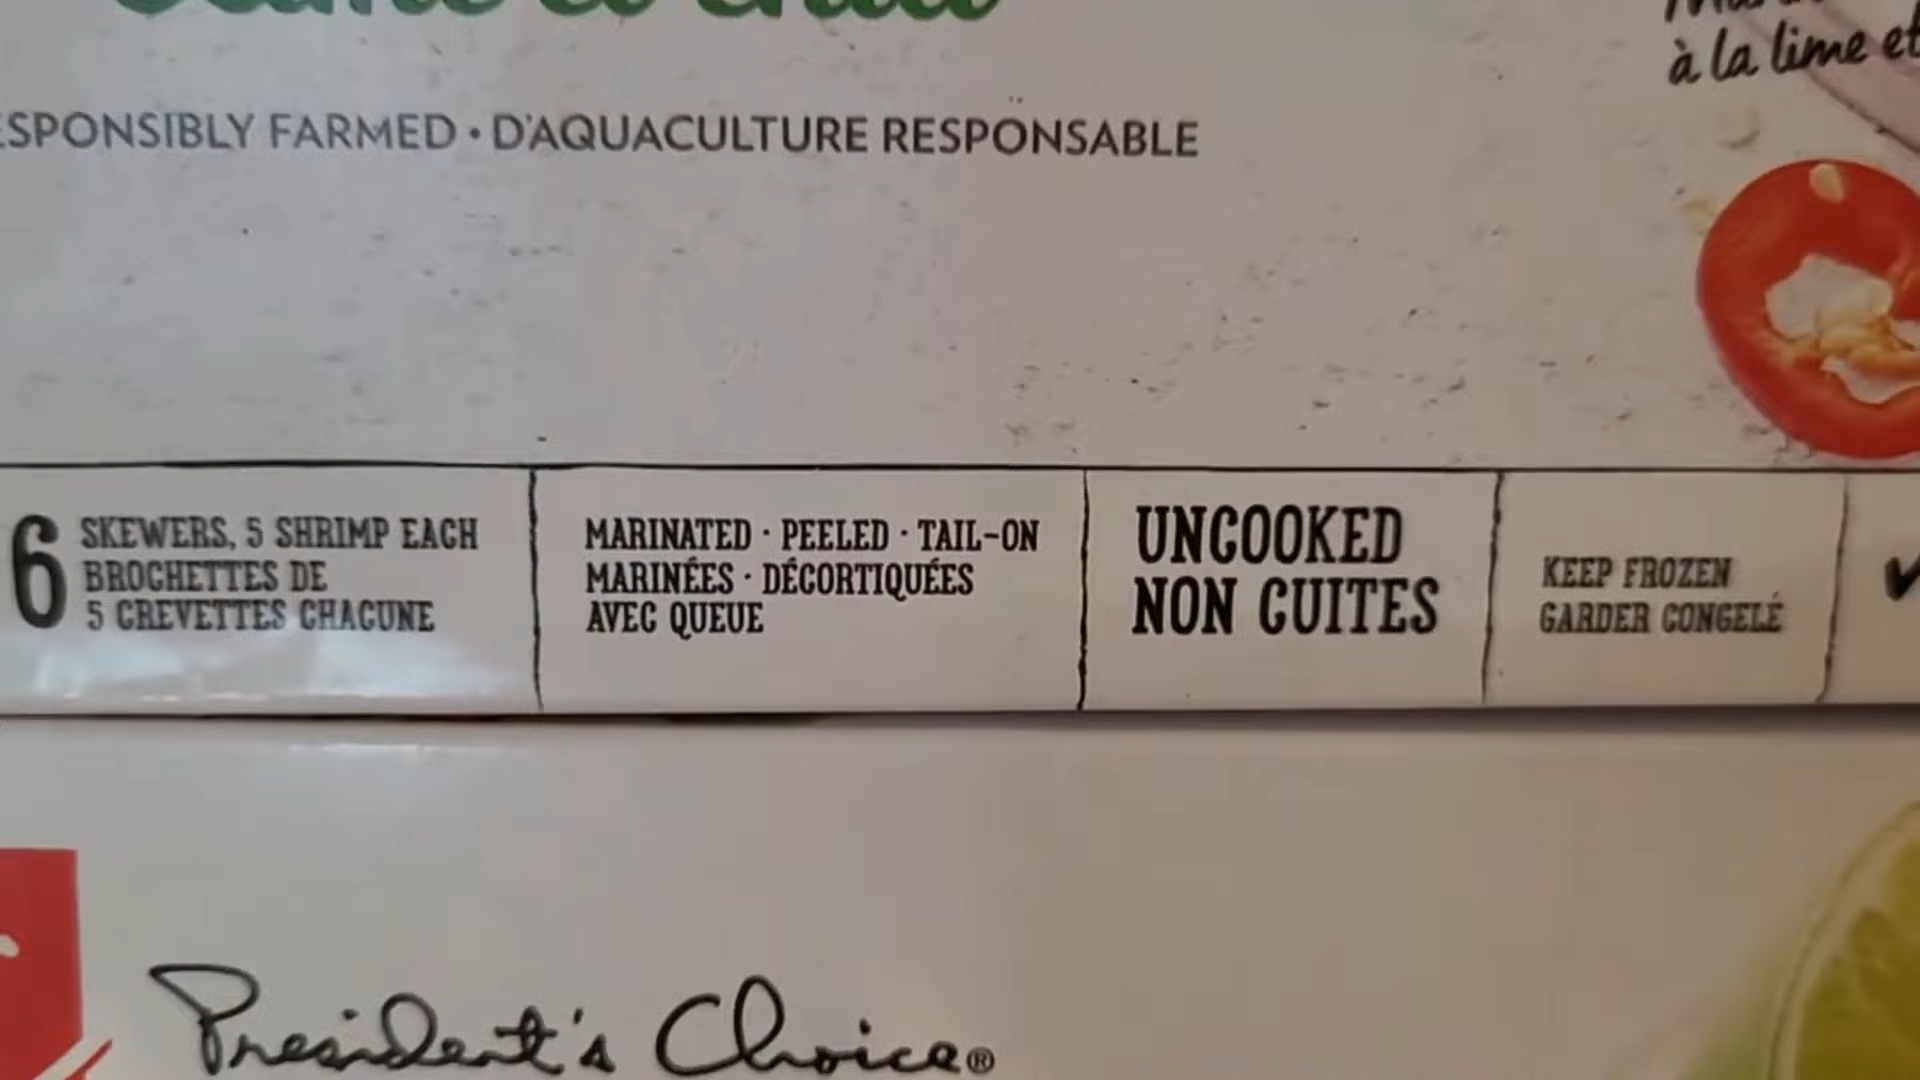 à la lime et
RESPONSIBLY FARMED • D'AQUACULTURE RESPONSABLE
6 SKEWERS, 5 SHRIMP EACH
BROCHETTES DE
5 CREVETTES CHACUNE
MARINATED · PEELED · TAIL-ON
MARINÉES · DÉCORTIQUÉES
AVEC QUEUE
UNCOOKED
NON CUITES
KEEP FROZEN
GARDER CONGELÉ
President's Choice®